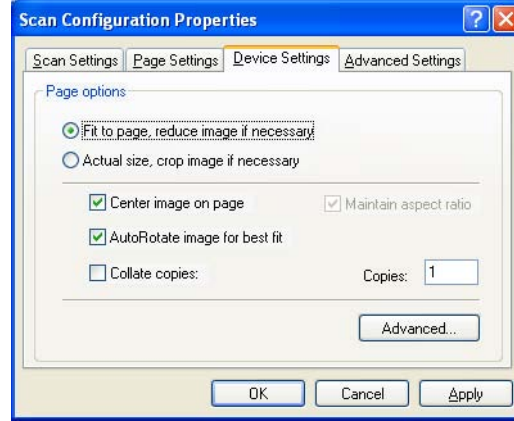 Scan Configuration Properties
Scan Settings Page Settings Device Settings Advanced Settings
Page options
Fit to page, reduce image if necessary
Actual size, crop image if necessary
Center image on page Maintain aspect ratio
AutoRotate image for best fit
Collate copies: Copies: 1
Advanced...
OK Cancel Apply